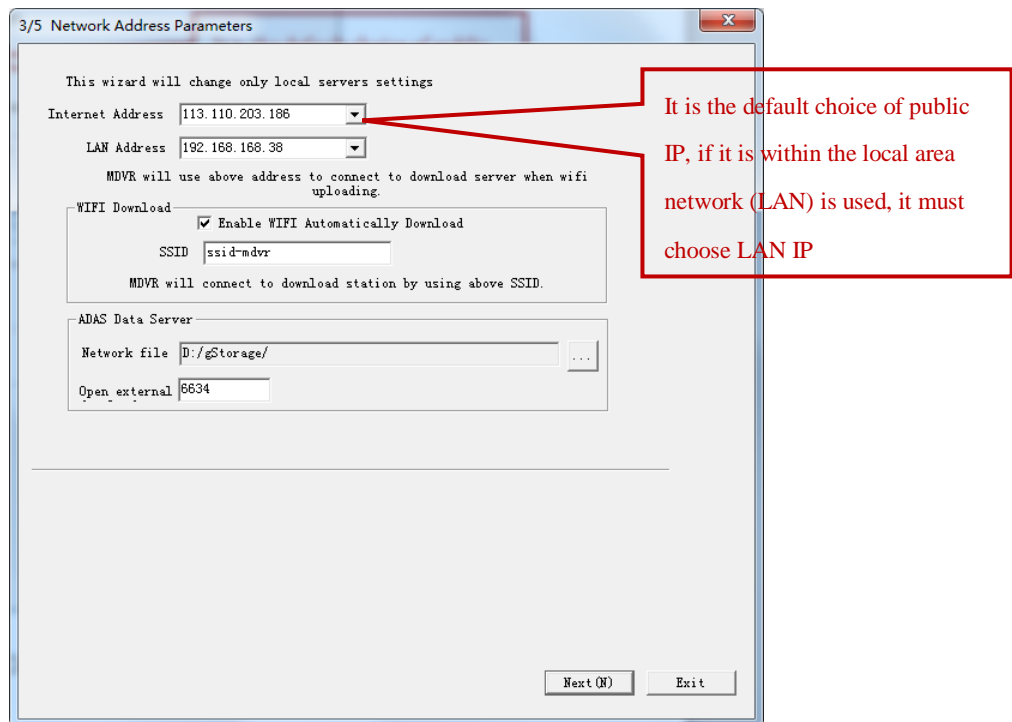 3/5 Network Address Parameters
This wizard will change only local servers settings
Internet Address 113.110.203.186
LAN Address 192.168.168.38
MDVR will use above address to connect to download server when wifi
uploading.
WIFI Download
Enable WIFI Automatically Download
SSID ssid-mdvr
MDVR will connect to download station by using above SSID.
ADAS Data Server
Network file D:/gStorage/ ...
Open external 6634
Next(N) Exit
It is the default choice of public
IP, if it is within the local area
network (LAN) is used, it must
choose LAN IP